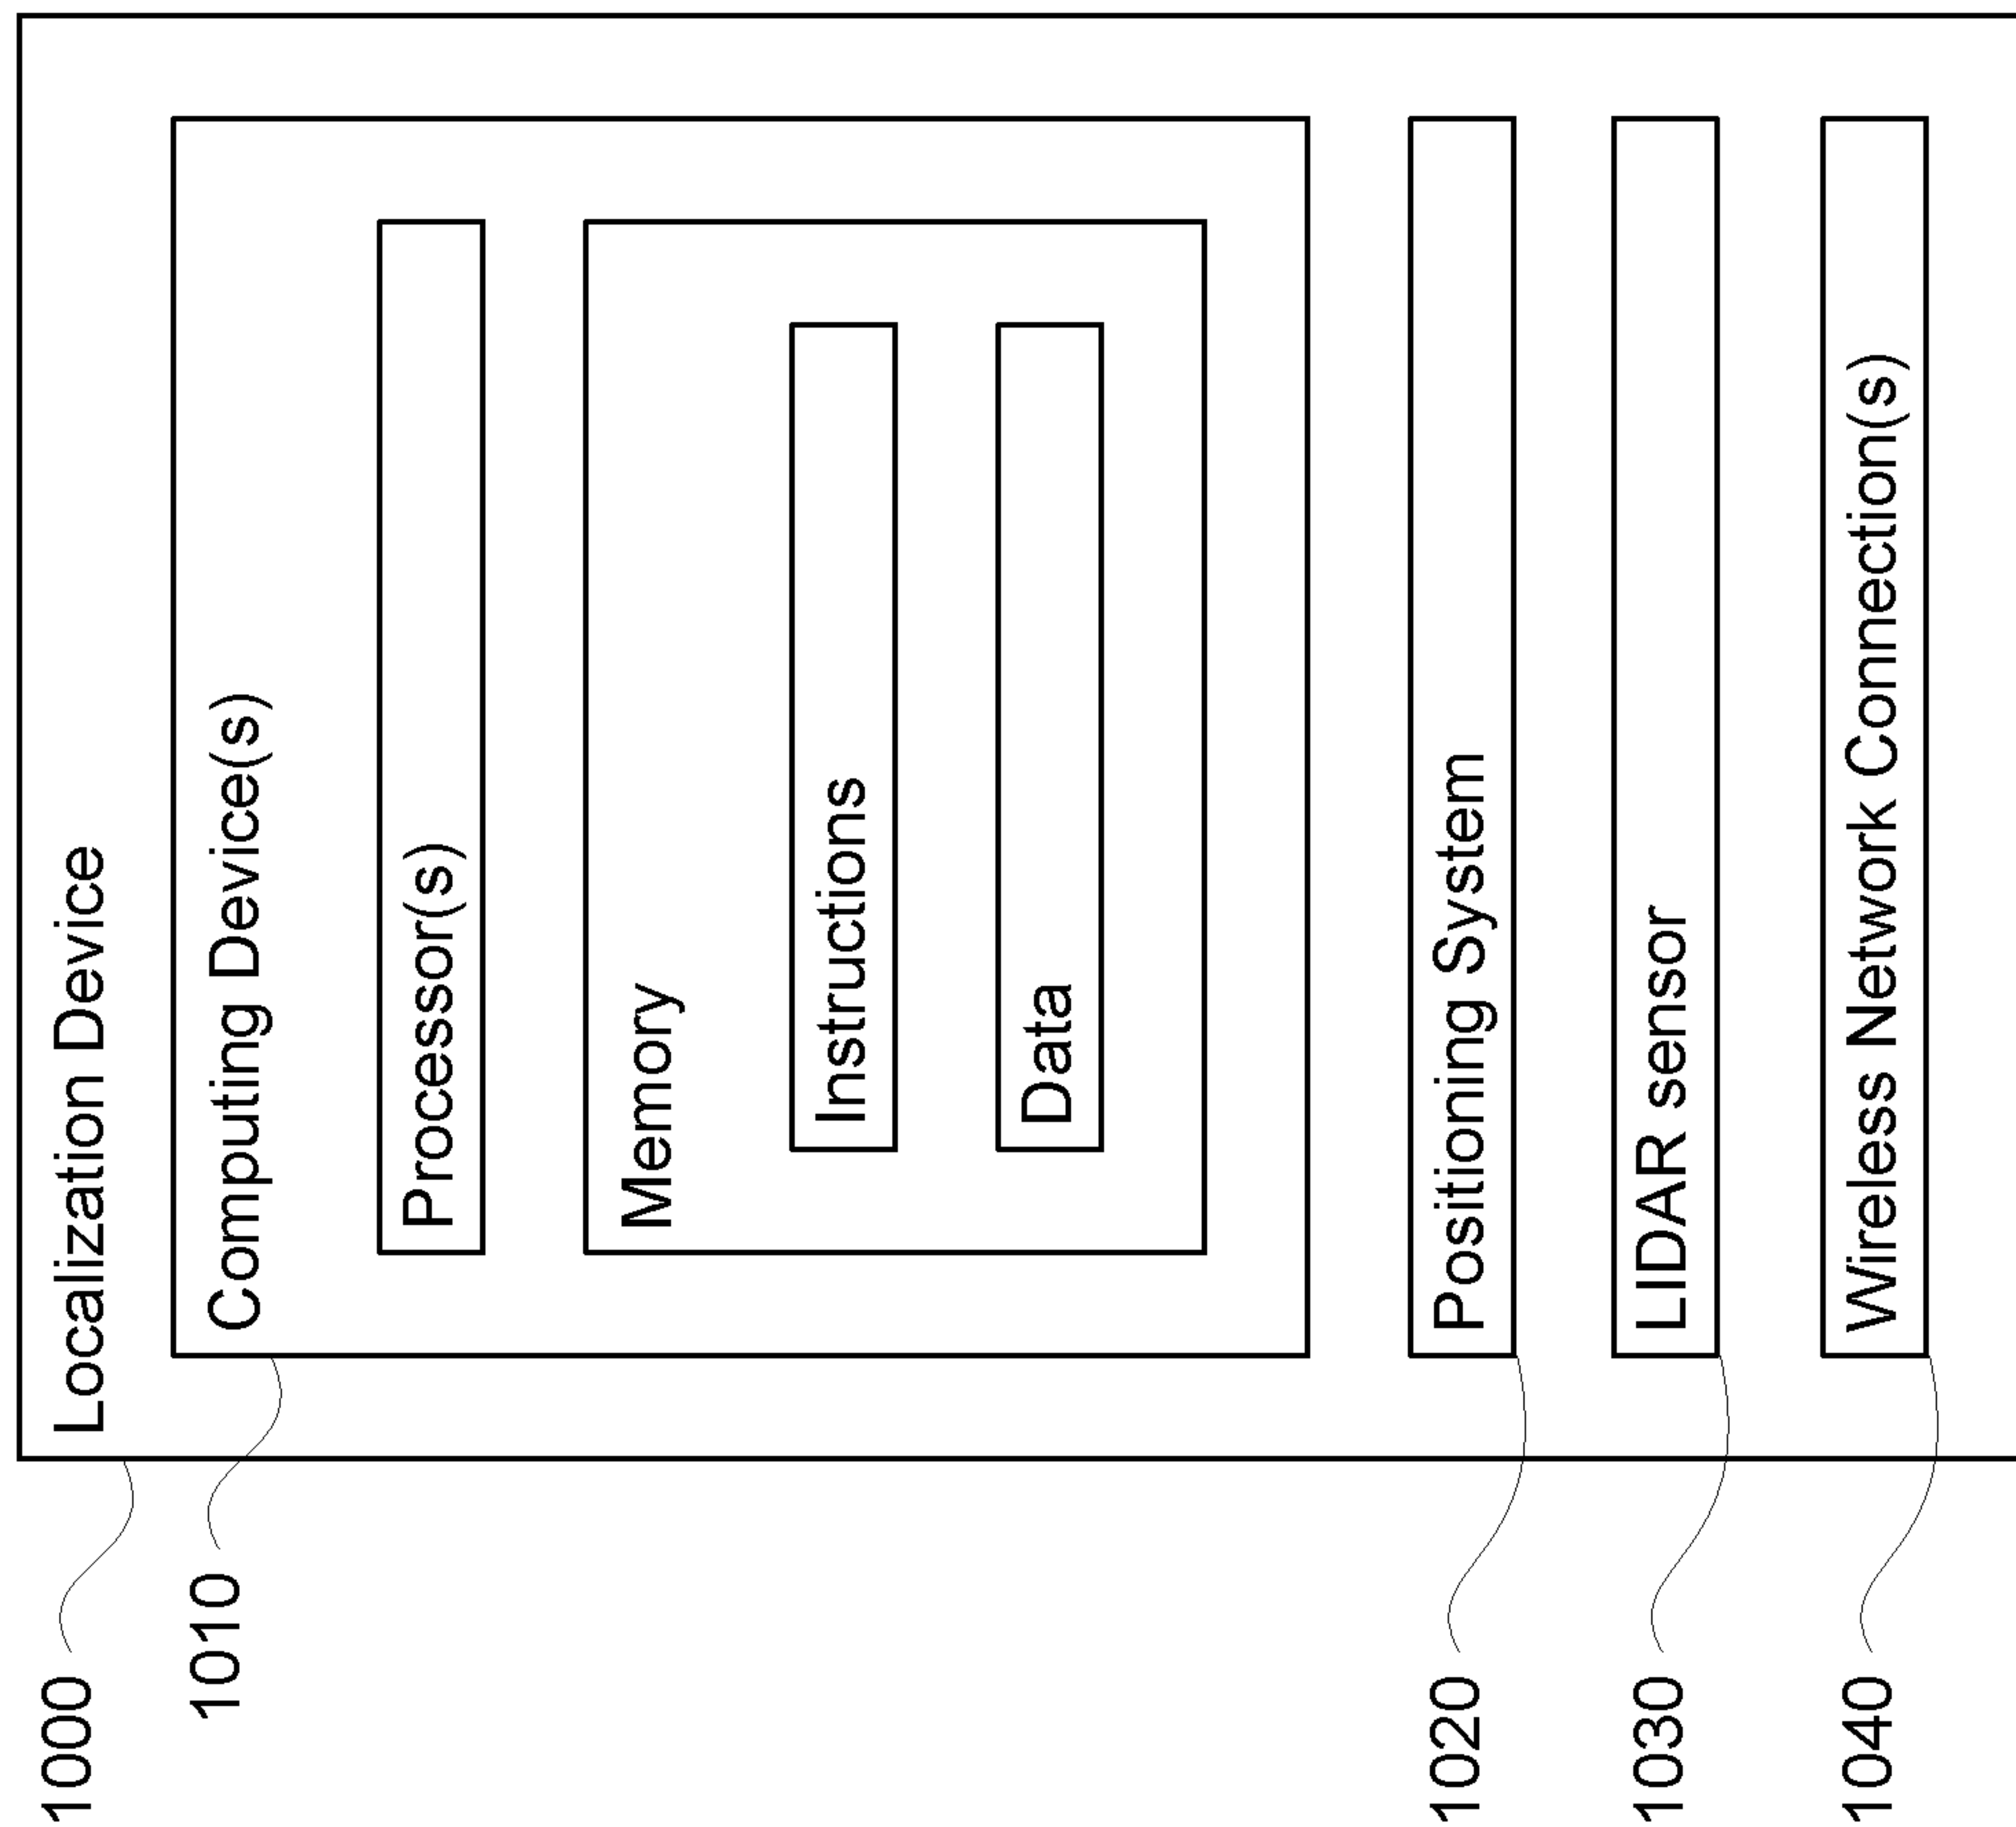 Localization Device
1000
Computing Device(s)
1010
Processor(s)
Memory
Instructions
Data
Positioning System
1020
LIDAR sensor
1030
Wireless Network Connection(s)
1040